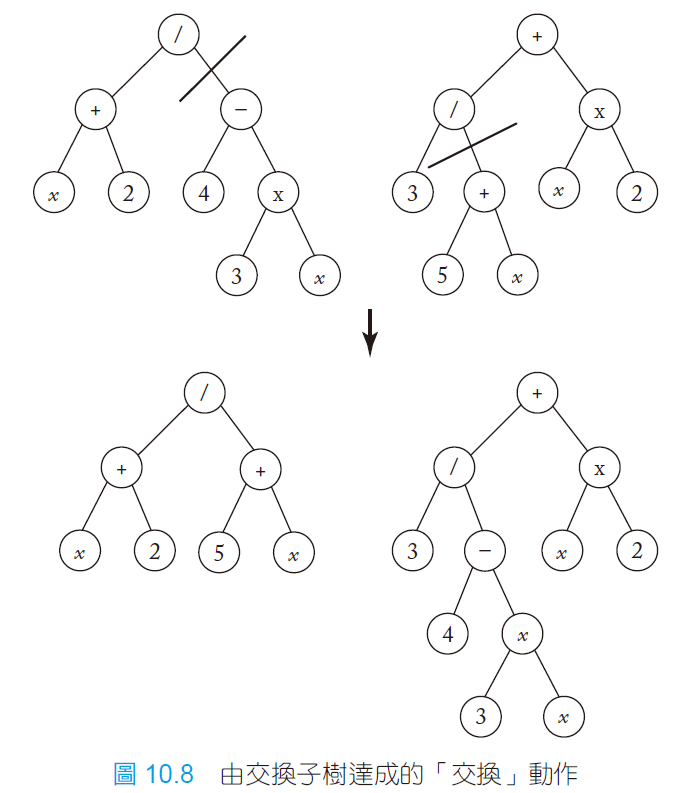 / +
+ − / x
x 2 4 x 3 + x 2
3 x 5 x
/ +
+ + / x
x 2 5 x 3 − x 2
4 x
3 x
圖 10.8 由交換子樹達成的「交換」動作